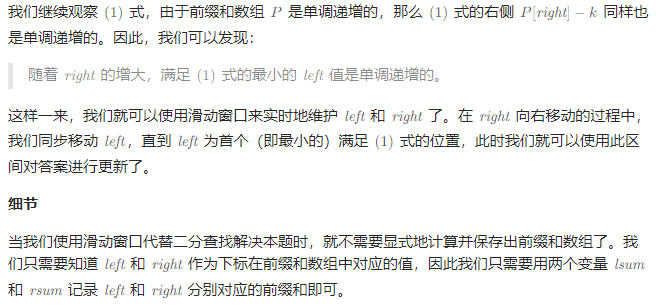 我们继续观察 (1) 式，由于前缀和数组 P 是单调递增的，那么 (1) 式的右侧 P[right] − k 同样也
是单调递增的。因此，我们可以发现：
随着 right 的增大，满足 (1) 式的最小的 left 值是单调递增的。
这样一来，我们就可以使用滑动窗口来实时地维护 left 和 right 了。在 right 向右移动的过程中，
我们同步移动 left，直到 left 为首个（即最小的）满足 (1) 式的位置，此时我们就可以使用此区
间对答案进行更新了。
细节
当我们使用滑动窗口代替二分查找解决本题时，就不需要显式地计算并保存出前缀和数组了。我
们只需要知道 left 和 right 作为下标在前缀和数组中对应的值，因此我们只需要用两个变量 lsum
和 rsum 记录 left 和 right 分别对应的前缀和即可。